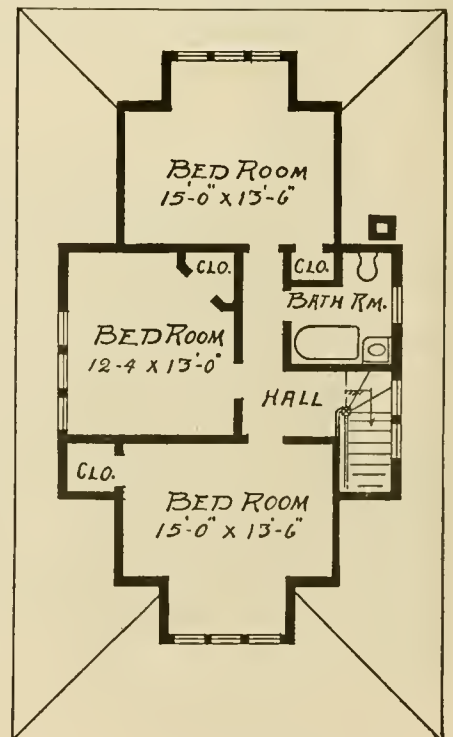 BED ROOM
15'-0" X 13'-6"
CLO.
CLO.
BATH RM.
BED ROOM
12-4 X 13'-0"
HALL
CLO.
BED ROOM
15'-0" X 13'-6"